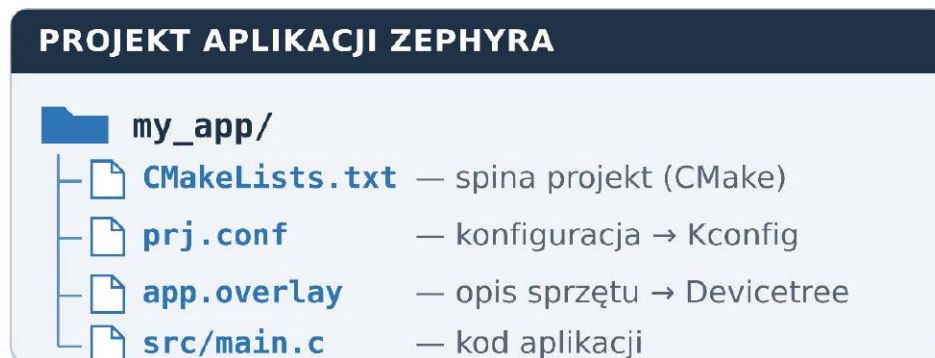 PROJEKT APLIKACJI ZEPHYRA
my_app/
CMakeLists.txt — spina projekt (CMake)
prj.conf — konfiguracja → Kconfig
app.overlay — opis sprzętu → Devicetree
src/main.c — kod aplikacji